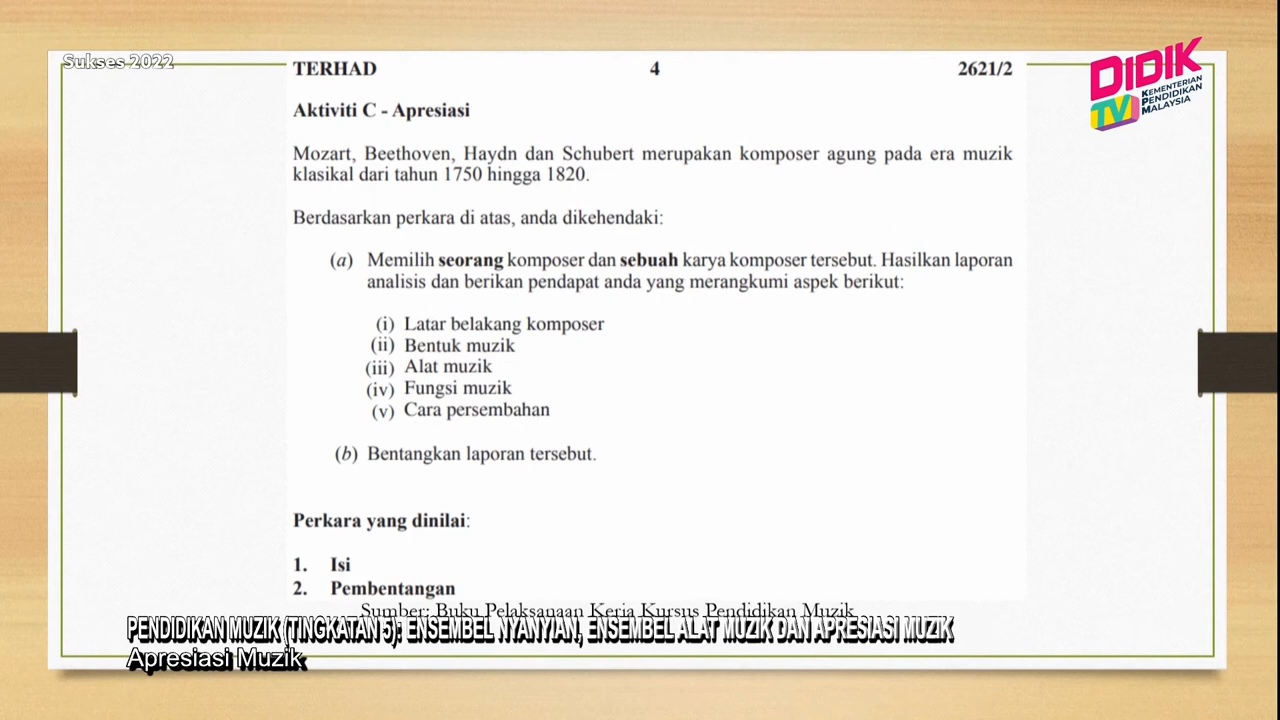 Sukses 2022
DIDIK
TV
KEMENTERIAN
PENDIDIKAN
MALAYSIA
TERHAD 4 2621/2
Aktiviti C - Apresiasi
Mozart, Beethoven, Haydn dan Schubert merupakan komposer agung pada era muzik
klasikal dari tahun 1750 hingga 1820.
Berdasarkan perkara di atas, anda dikehendaki:
(a) Memilih seorang komposer dan sebuah karya komposer tersebut. Hasilkan laporan
analisis dan berikan pendapat anda yang merangkumi aspek berikut:
(i) Latar belakang komposer
(ii) Bentuk muzik
(iii) Alat muzik
(iv) Fungsi muzik
(v) Cara persembahan
(b) Bentangkan laporan tersebut.
Perkara yang dinilai:
1. Isi
2. Pembentangan
Sumber: Buku Pelaksanaan Kerja Kursus Pendidikan Muzik
PENDIDIKAN MUZIK (TINGKATAN 5): ENSEMBEL NYANYIAN, ENSEMBEL ALAT MUZIK DAN APRESIASI MUZIK
Apresiasi Muzik